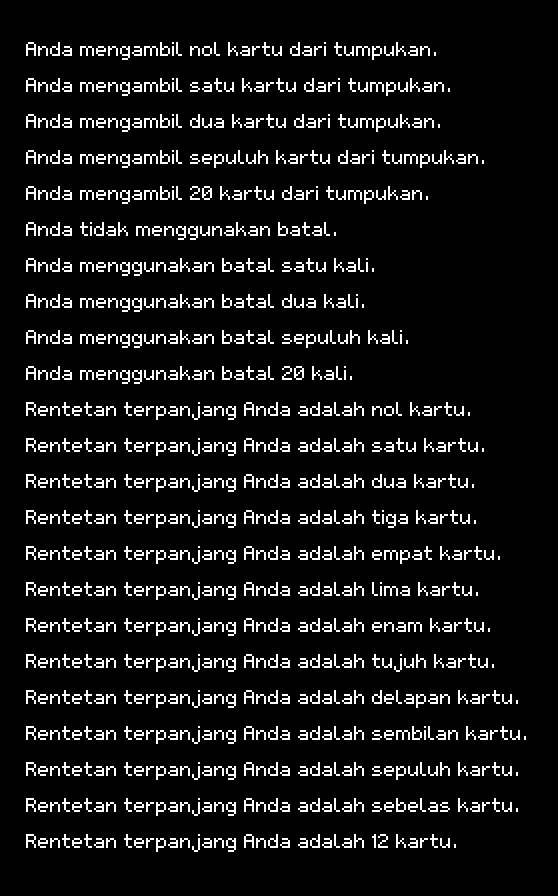 Anda mengambil nol kartu dari tumpukan.
Anda mengambil satu kartu dari tumpukan.
Anda mengambil dua kartu dari tumpukan.
Anda mengambil sepuluh kartu dari tumpukan.
Anda mengambil 20 kartu dari tumpukan.
Anda tidak menggunakan batal.
Anda menggunakan batal satu kali.
Anda menggunakan batal dua kali.
Anda menggunakan batal sepuluh kali.
Anda menggunakan batal 20 kali.
Rentetan terpanjang Anda adalah nol kartu.
Rentetan terpanjang Anda adalah satu kartu.
Rentetan terpanjang Anda adalah dua kartu.
Rentetan terpanjang Anda adalah tiga kartu.
Rentetan terpanjang Anda adalah empat kartu.
Rentetan terpanjang Anda adalah lima kartu.
Rentetan terpanjang Anda adalah enam kartu.
Rentetan terpanjang Anda adalah tujuh kartu.
Rentetan terpanjang Anda adalah delapan kartu.
Rentetan terpanjang Anda adalah sembilan kartu.
Rentetan terpanjang Anda adalah sepuluh kartu.
Rentetan terpanjang Anda adalah sebelas kartu.
Rentetan terpanjang Anda adalah 12 kartu.